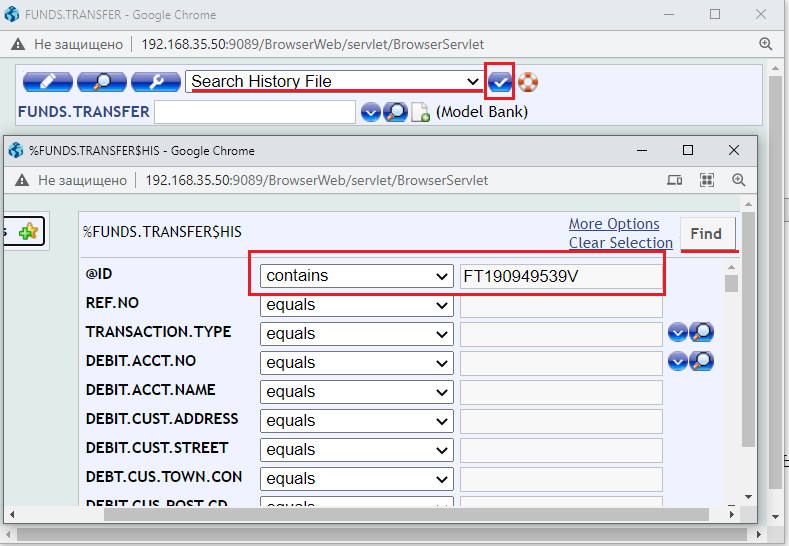 FUNDS.TRANSFER - Google Chrome
Не защищено 192.168.35.50:9089/BrowserWeb/servlet/BrowserServlet
Search History File
FUNDS.TRANSFER (Model Bank)
%FUNDS.TRANSFER$HIS - Google Chrome
Не защищено 192.168.35.50:9089/BrowserWeb/servlet/BrowserServlet
%FUNDS.TRANSFER$HIS
More Options
Clear Selection
Find
@ID contains FT190949539V
REF.NO equals
TRANSACTION.TYPE equals
DEBIT.ACCT.NO equals
DEBIT.ACCT.NAME equals
DEBIT.CUST.ADDRESS equals
DEBIT.CUST.STREET equals
DEBT.CUS.TOWN.CON equals
DEBIT.CUS.POST.CD equals